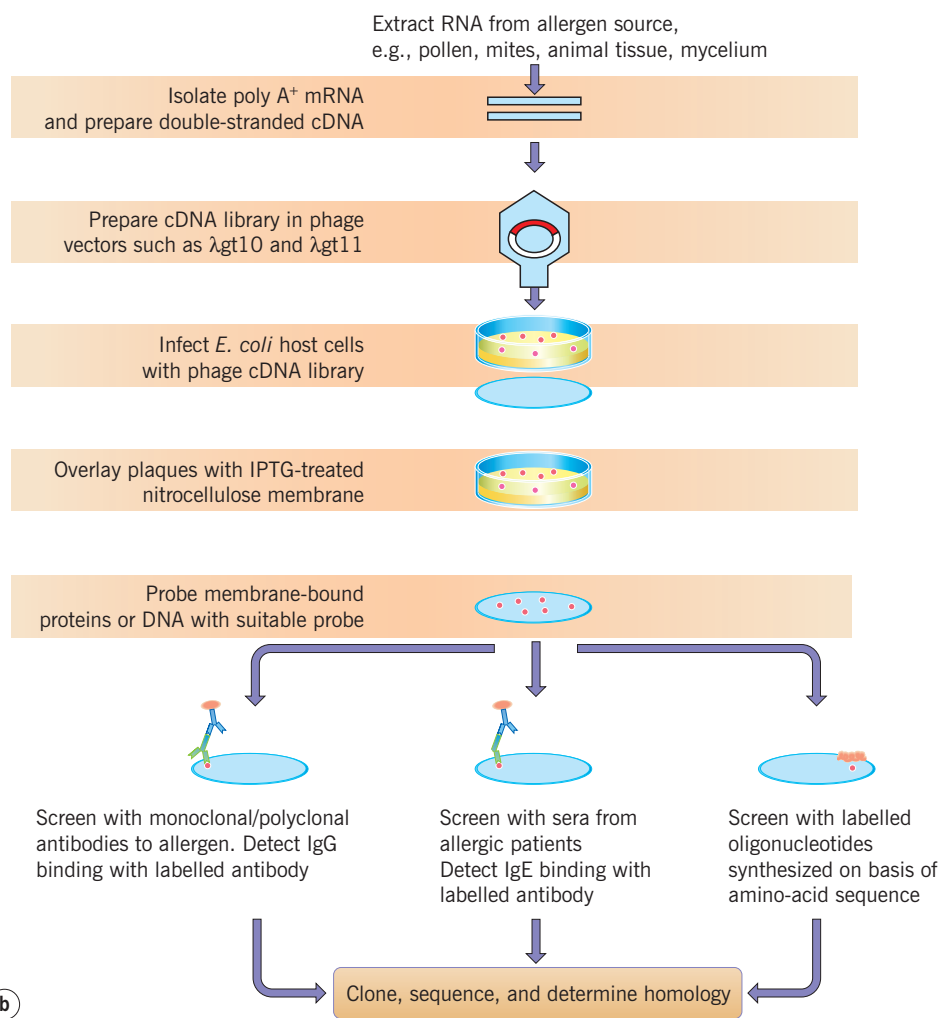 Extract RNA from allergen source,
e.g., pollen, mites, animal tissue, mycelium
Isolate poly A⁺ mRNA
and prepare double-stranded cDNA
Prepare cDNA library in phage
vectors such as λgt10 and λgt11
Infect E. coli host cells
with phage cDNA library
Overlay plaques with IPTG-treated
nitrocellulose membrane
Probe membrane-bound
proteins or DNA with suitable probe
Screen with monoclonal/polyclonal
antibodies to allergen. Detect IgG
binding with labelled antibody
Screen with sera from
allergic patients
Detect IgE binding with
labelled antibody
Screen with labelled
oligonucleotides
synthesized on basis of
amino-acid sequence
Clone, sequence, and determine homology
b